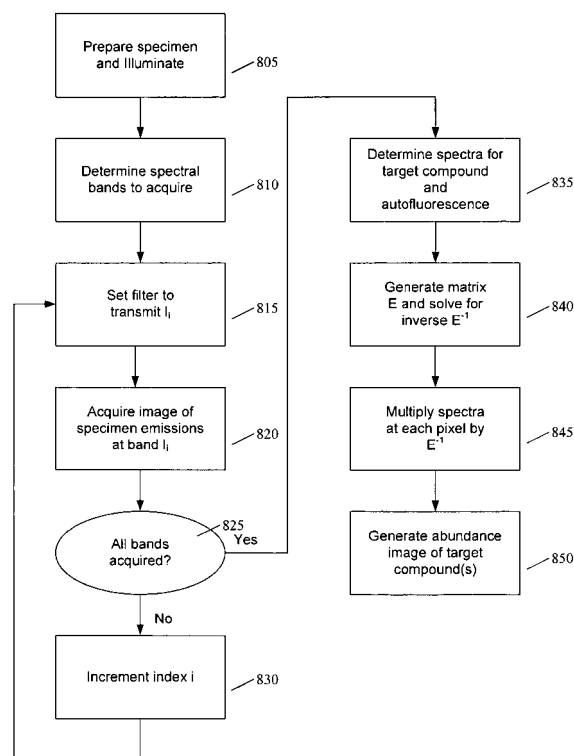 Prepare specimen
and Illuminate
805
Determine spectral
bands to acquire
810
Set filter to
transmit lᵢ
815
Acquire image of
specimen emissions
at band lᵢ
820
All bands
acquired?
825
Yes
No
Increment index i
830
Determine spectra for
target compound
and
autofluorescence
835
Generate matrix
E and solve for
inverse E⁻¹
840
Multiply spectra
at each pixel by
E⁻¹
845
Generate abundance
image of target
compound(s)
850